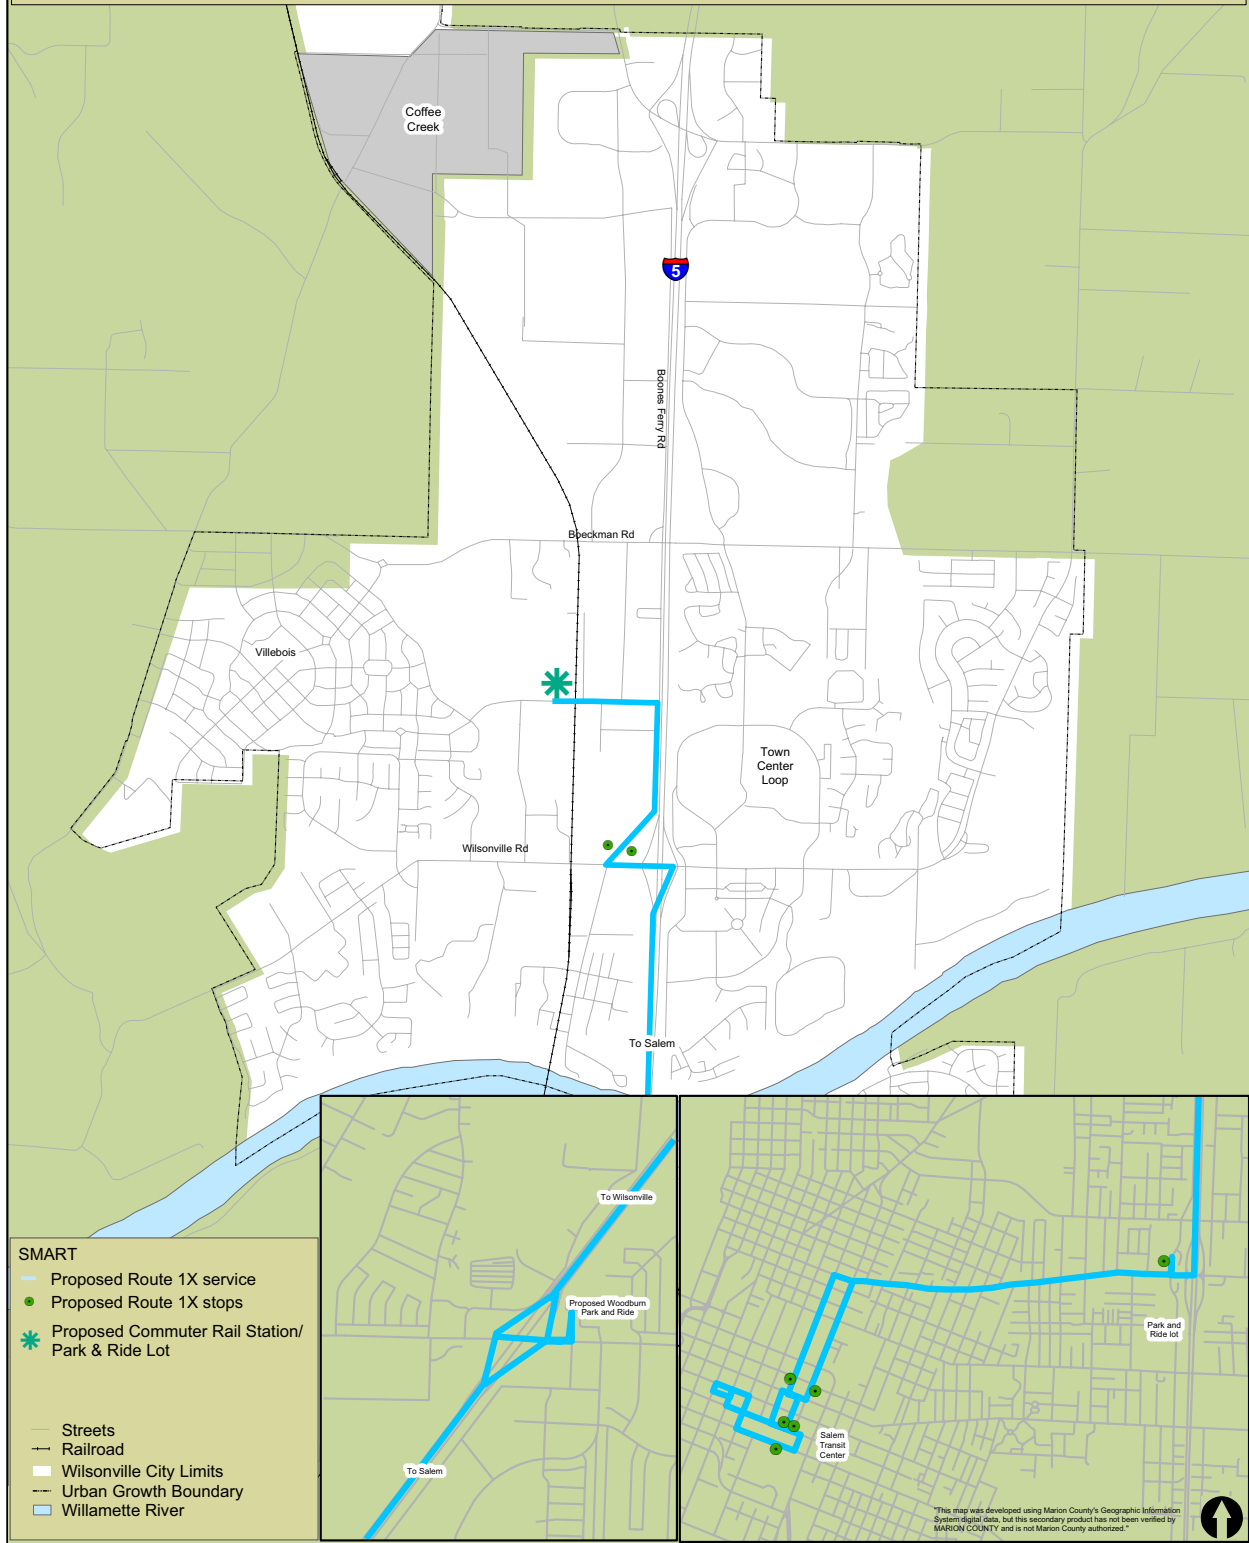 Coffee
Creek
5
Boones Ferry Rd
Boeckman Rd
Villebois
Town
Center
Loop
Wilsonville Rd
To Salem
To Wilsonville
Proposed Woodburn
Park and Ride
To Salem
Park and
Ride lot
Salem
Transit
Center
"This map was developed using Marion County's Geographic Information
System digital data, but this secondary product has not been verified by
MARION COUNTY and is not Marion County authorized."
SMART
Proposed Route 1X service
Proposed Route 1X stops
Proposed Commuter Rail Station/
Park & Ride Lot
Streets
Railroad
Wilsonville City Limits
Urban Growth Boundary
Willamette River